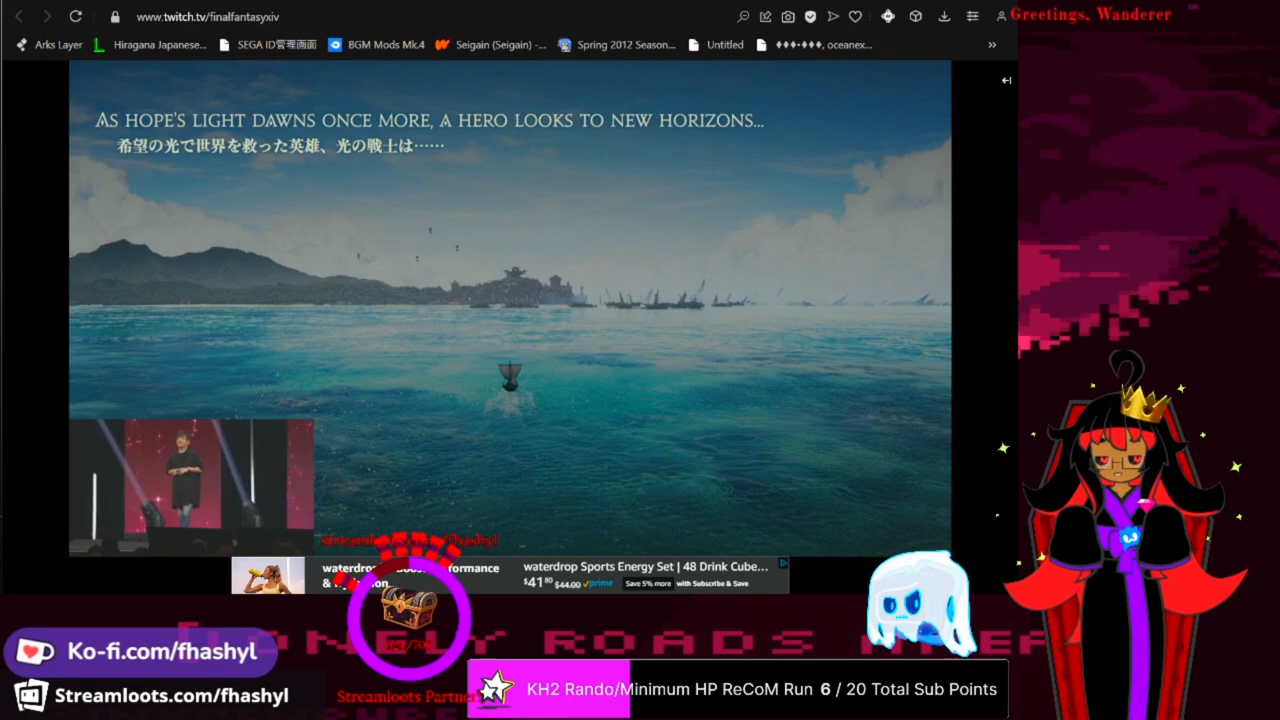 www.twitch.tv/finalfantasyxiv
Greetings, Wanderer
Arks Layer
Hiragana Japanese...
SEGA ID管理画面
BGM Mods Mk.4
Seigain (Seigain) -...
Spring 2012 Season...
Untitled
♦♦♦•♦♦♦, oceanex...
AS HOPE'S LIGHT DAWNS ONCE MORE, A HERO LOOKS TO NEW HORIZONS...
希望の光で世界を救った英雄、光の戦士は……
waterdrop Sports Energy Set | 48 Drink Cube...
$41 80 $44.00 prime Save 5% more with Subscribe & Save
LONELY ROADS
Ko-fi.com/fhashyl
Streamloots.com/fhashyl
Streamloots Partner
KH2 Rando/Minimum HP ReCoM Run 6 / 20 Total Sub Points